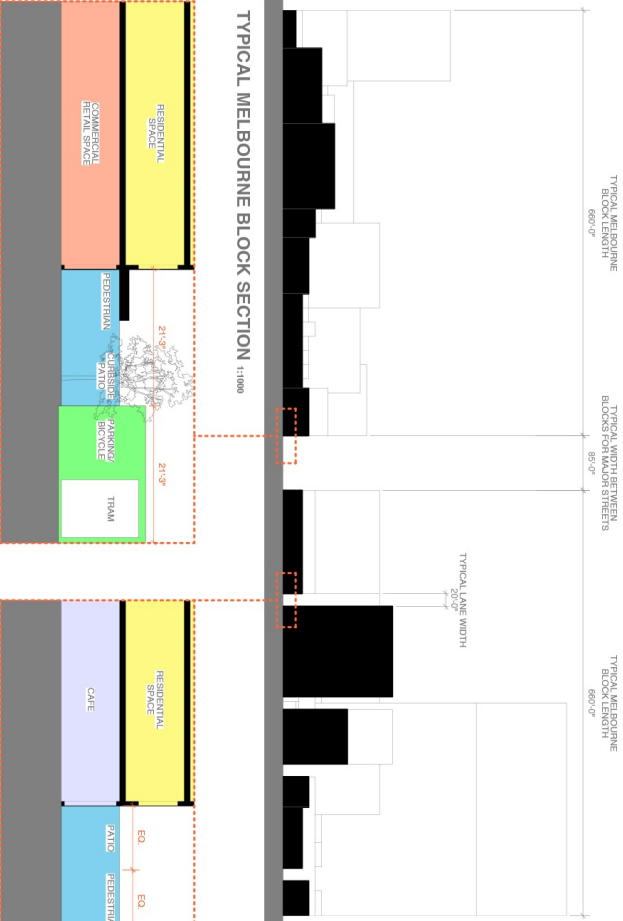 TYPICAL MELBOURNE
BLOCK LENGTH
660'-0"
TYPICAL WIDTH BETWEEN
BLOCKS FOR MAJOR STREETS
85'-0"
TYPICAL MELBOURNE
BLOCK LENGTH
660'-0"
TYPICAL LANE WIDTH
20'-0"
TYPICAL MELBOURNE BLOCK SECTION 1:1000
RESIDENTIAL
SPACE
COMMERCIAL
RETAIL SPACE
21'-3"
21'-3"
PEDESTRIAN
CURBSIDE
PATIO
PARKING/
BICYCLE
TRAM
RESIDENTIAL
SPACE
CAFE
EQ.
EQ.
PATIO
PEDESTRIA